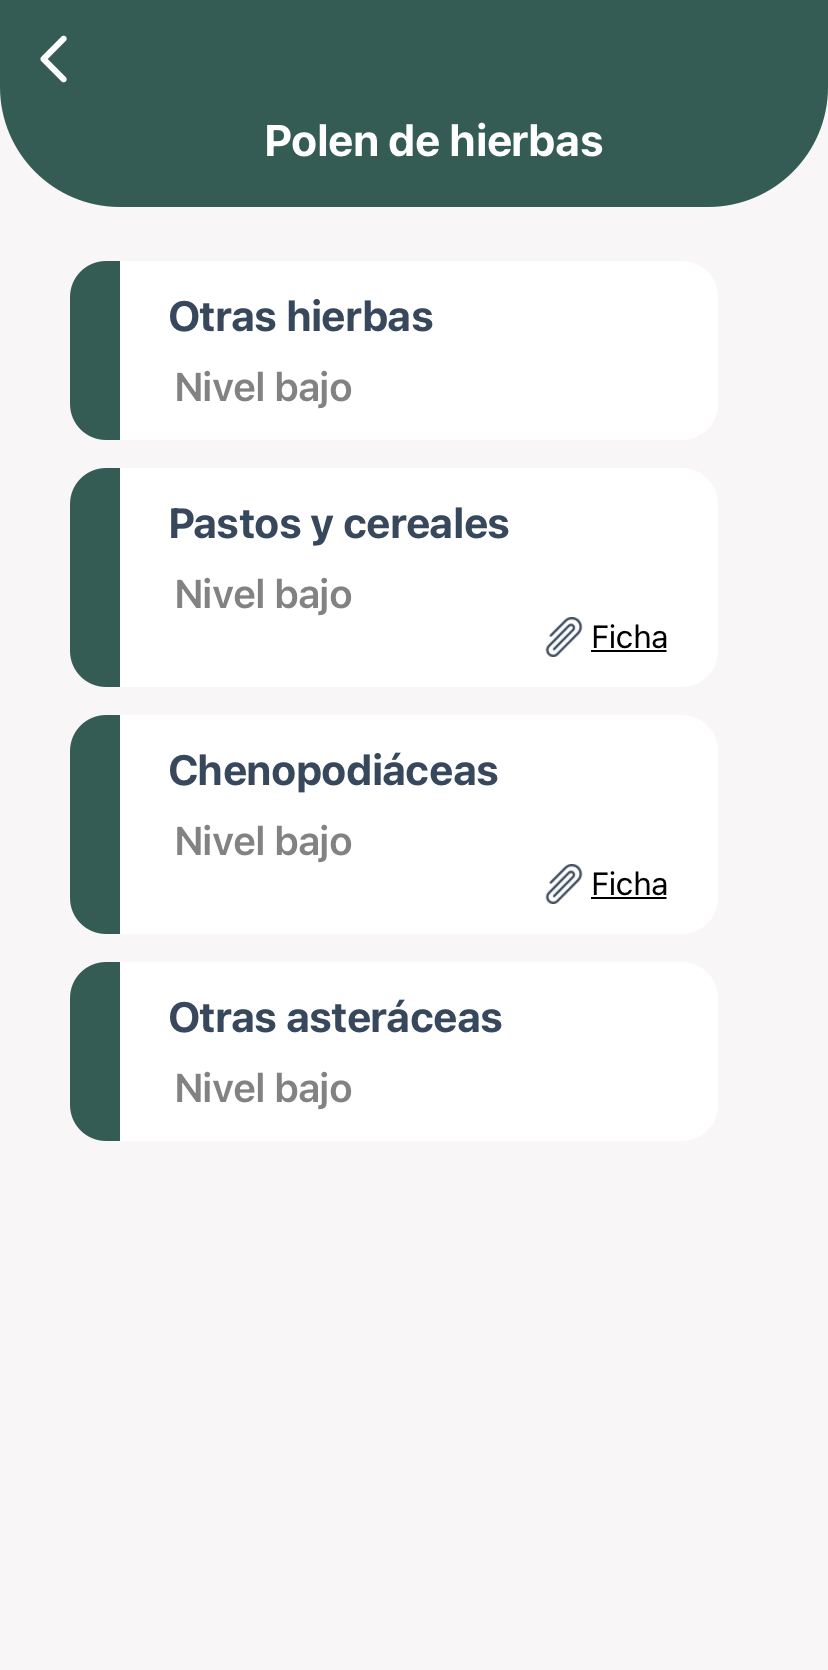 Polen de hierbas
Otras hierbas
Nivel bajo
Pastos y cereales
Nivel bajo
Ficha
Chenopodiáceas
Nivel bajo
Ficha
Otras asteráceas
Nivel bajo